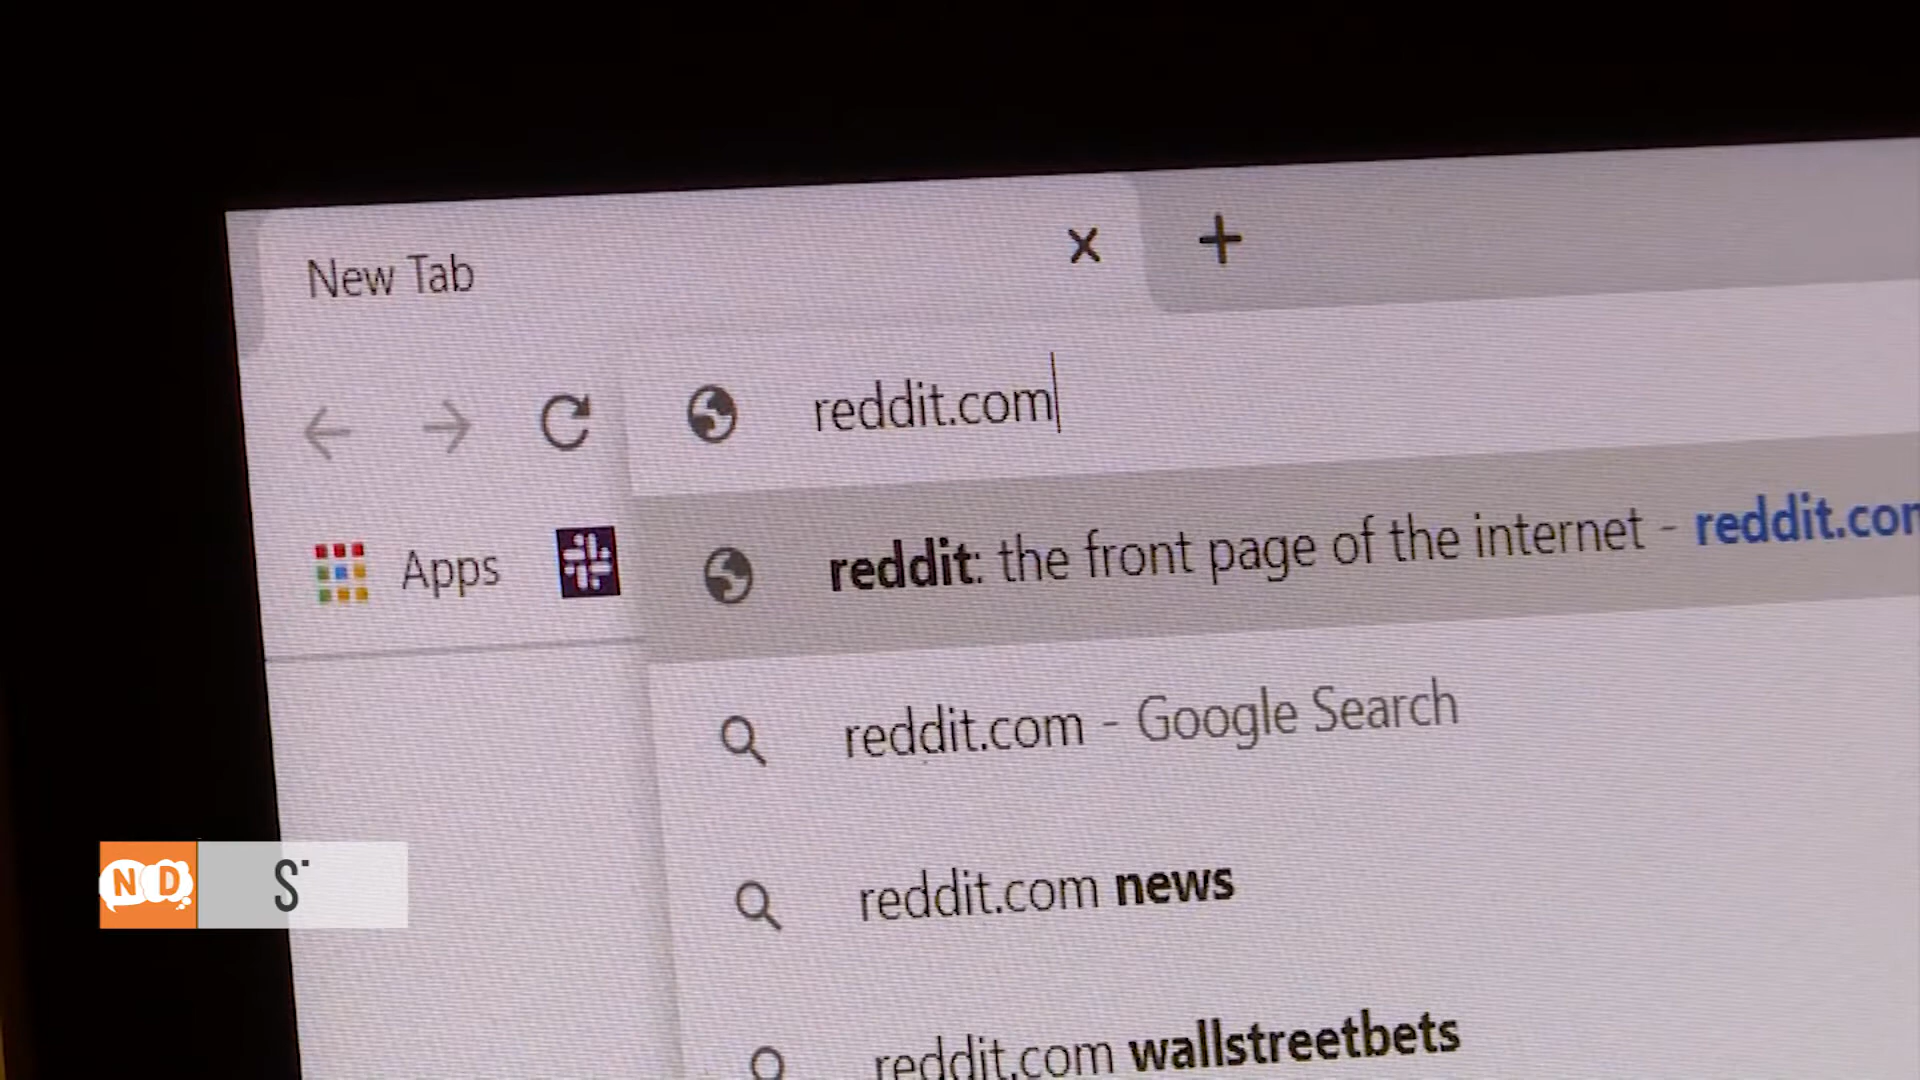 New Tab
reddit.com
Apps
reddit: the front page of the internet - reddit.com
reddit.com - Google Search
reddit.com news
reddit.com wallstreetbets
ND
S